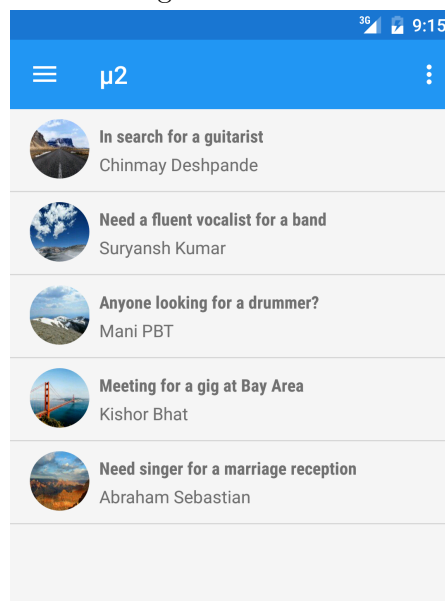 3G 9:15
μ2
In search for a guitarist
Chinmay Deshpande
Need a fluent vocalist for a band
Suryansh Kumar
Anyone looking for a drummer?
Mani PBT
Meeting for a gig at Bay Area
Kishor Bhat
Need singer for a marriage reception
Abraham Sebastian